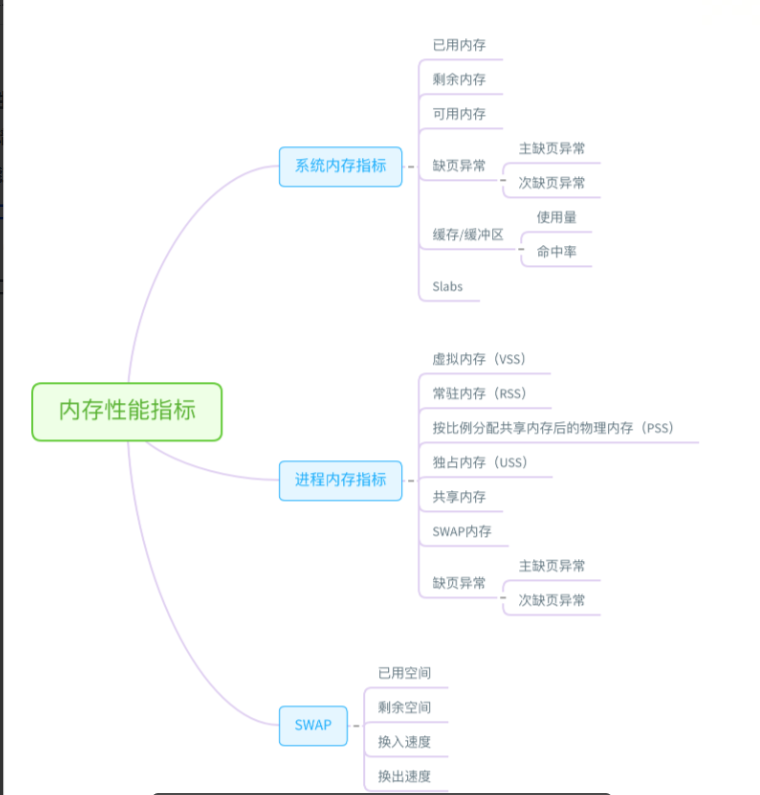 已用内存
剩余内存
可用内存
主缺页异常
系统内存指标
缺页异常
次缺页异常
使用量
缓存/缓冲区
命中率
Slabs
虚拟内存（VSS）
常驻内存（RSS）
内存性能指标
按比例分配共享内存后的物理内存（PSS）
独占内存（USS）
进程内存指标
共享内存
SWAP内存
主缺页异常
缺页异常
次缺页异常
已用空间
剩余空间
SWAP
换入速度
换出速度